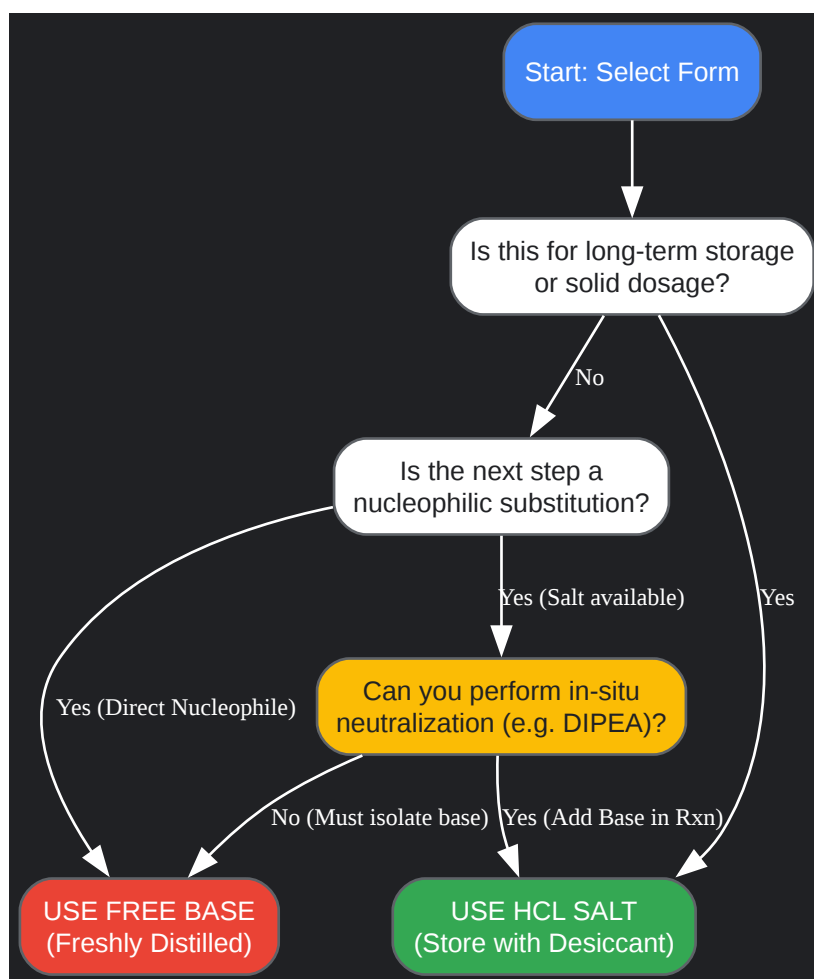 Start: Select Form
Is this for long-term storage
or solid dosage?
No
Is the next step a
nucleophilic substitution?
Yes (Salt available)
Yes
Can you perform in-situ
neutralization (e.g. DIPEA)?
Yes (Direct Nucleophile)
No (Must isolate base)
Yes (Add Base in Rxn)
USE FREE BASE
(Freshly Distilled)
USE HCL SALT
(Store with Desiccant)